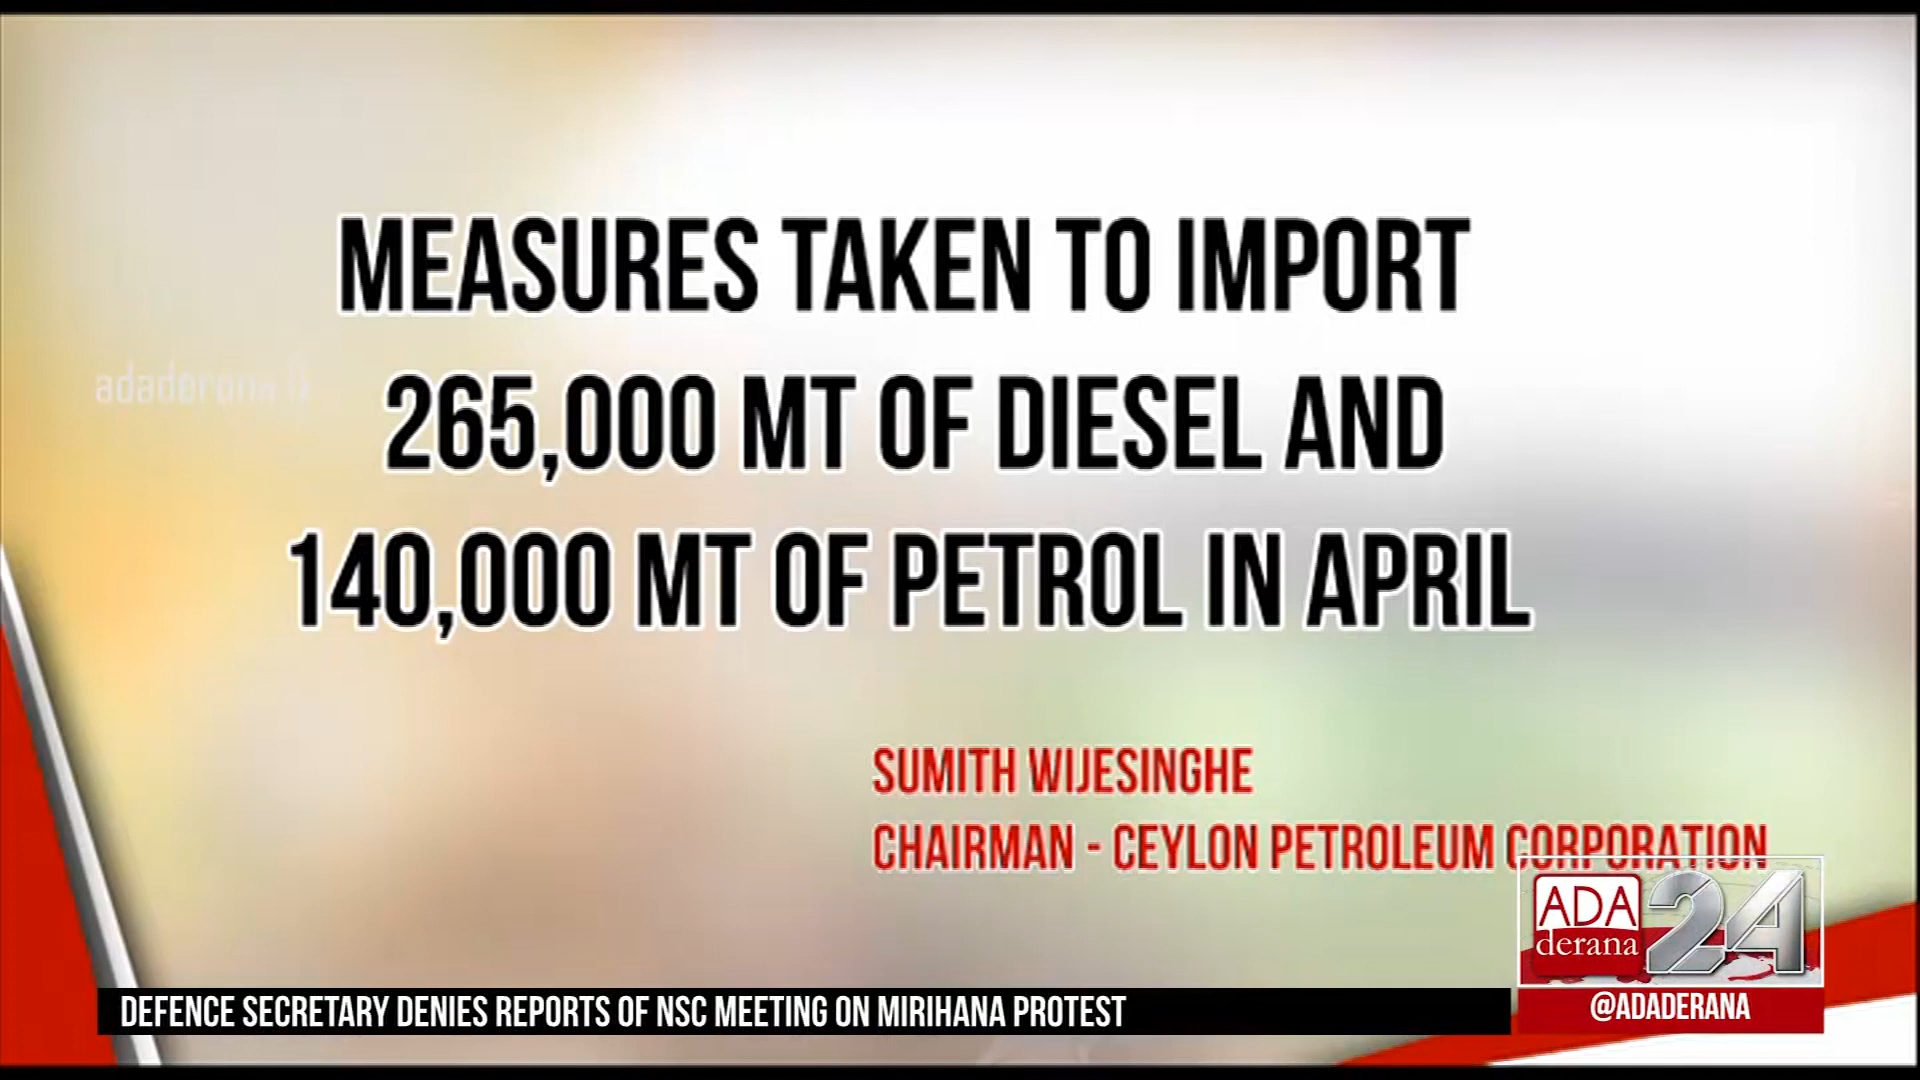 MEASURES TAKEN TO IMPORT
265,000 MT OF DIESEL AND
140,000 MT OF PETROL IN APRIL
adaderana.lk
SUMITH WIJESINGHE
CHAIRMAN - CEYLON PETROLEUM CORPORATION
ADA
derana
24
@ADADERANA
DEFENCE SECRETARY DENIES REPORTS OF NSC MEETING ON MIRIHANA PROTEST